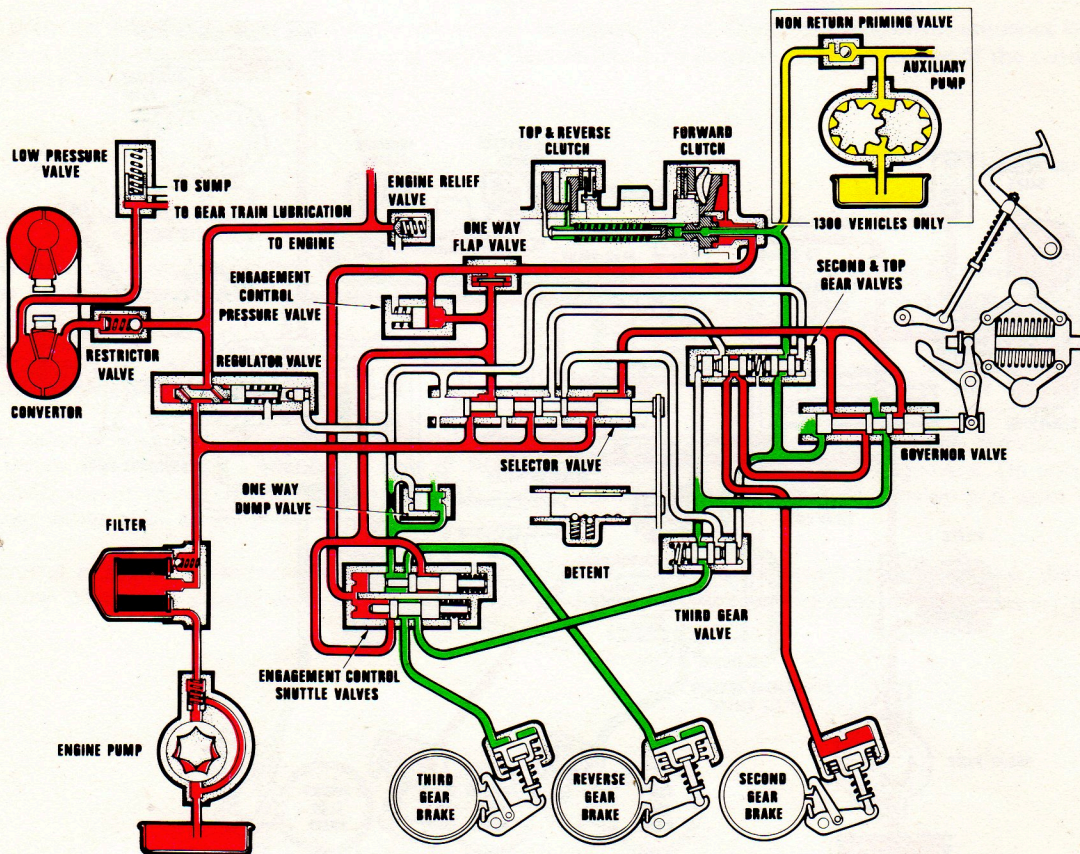 NON RETURN PRIMING VALVE
AUXILIARY
PUMP
1300 VEHICLES ONLY
TOP & REVERSE
CLUTCH
FORWARD
CLUTCH
LOW PRESSURE
VALVE
TO SUMP
TO GEAR TRAIN LUBRICATION
TO ENGINE
ENGINE RELIEF
VALVE
ONE WAY
FLAP VALVE
ENGAGEMENT
CONTROL
PRESSURE VALVE
SECOND & TOP
GEAR VALVES
RESTRICTOR
VALVE
REGULATOR VALVE
CONVERTOR
SELECTOR VALVE
GOVERNOR VALVE
ONE WAY
DUMP VALVE
FILTER
DETENT
THIRD GEAR
VALVE
ENGAGEMENT CONTROL
SHUTTLE VALVES
ENGINE PUMP
THIRD
GEAR
BRAKE
REVERSE
GEAR
BRAKE
SECOND
GEAR
BRAKE